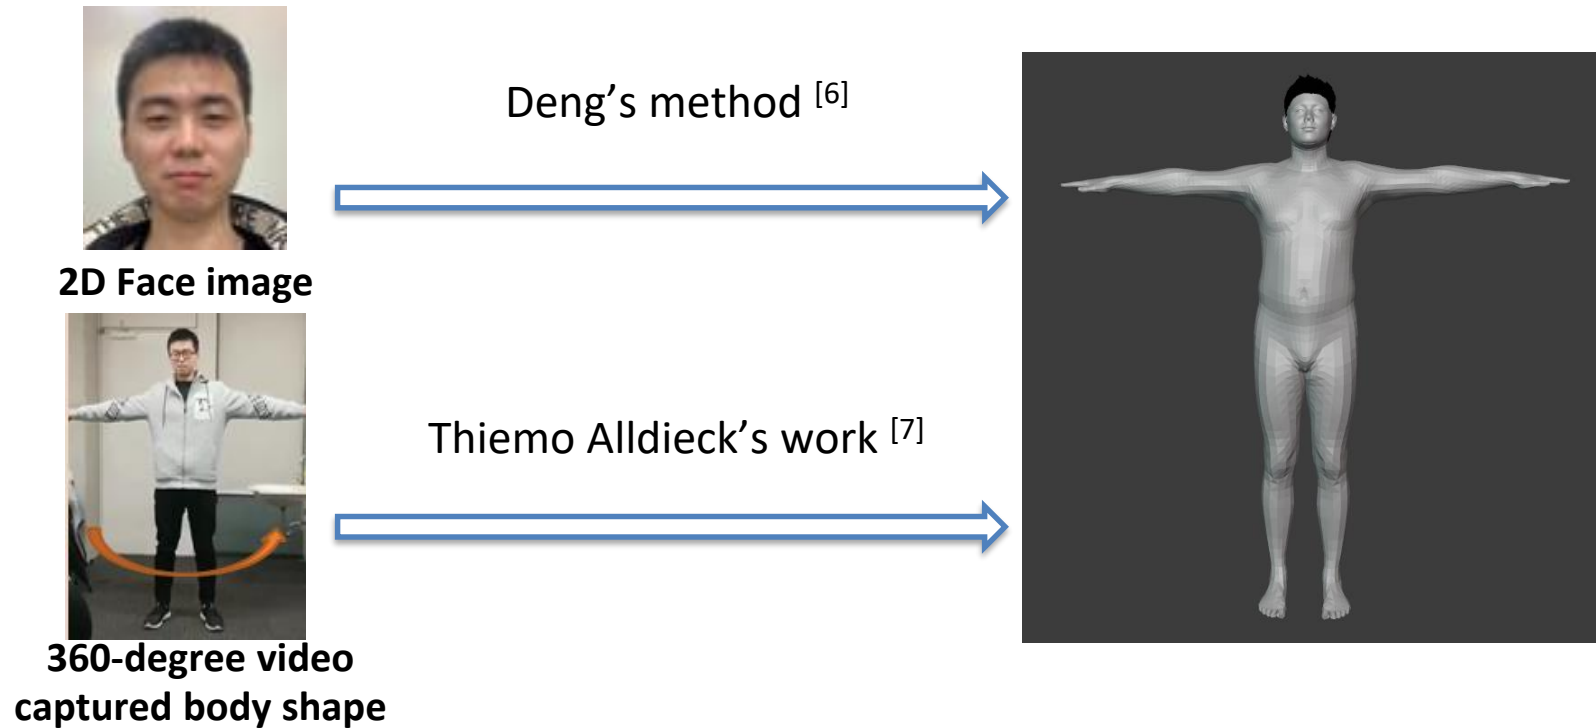 Deng's method [6]
2D Face image
Thiemo Alldieck's work [7]
360-degree video
captured body shape